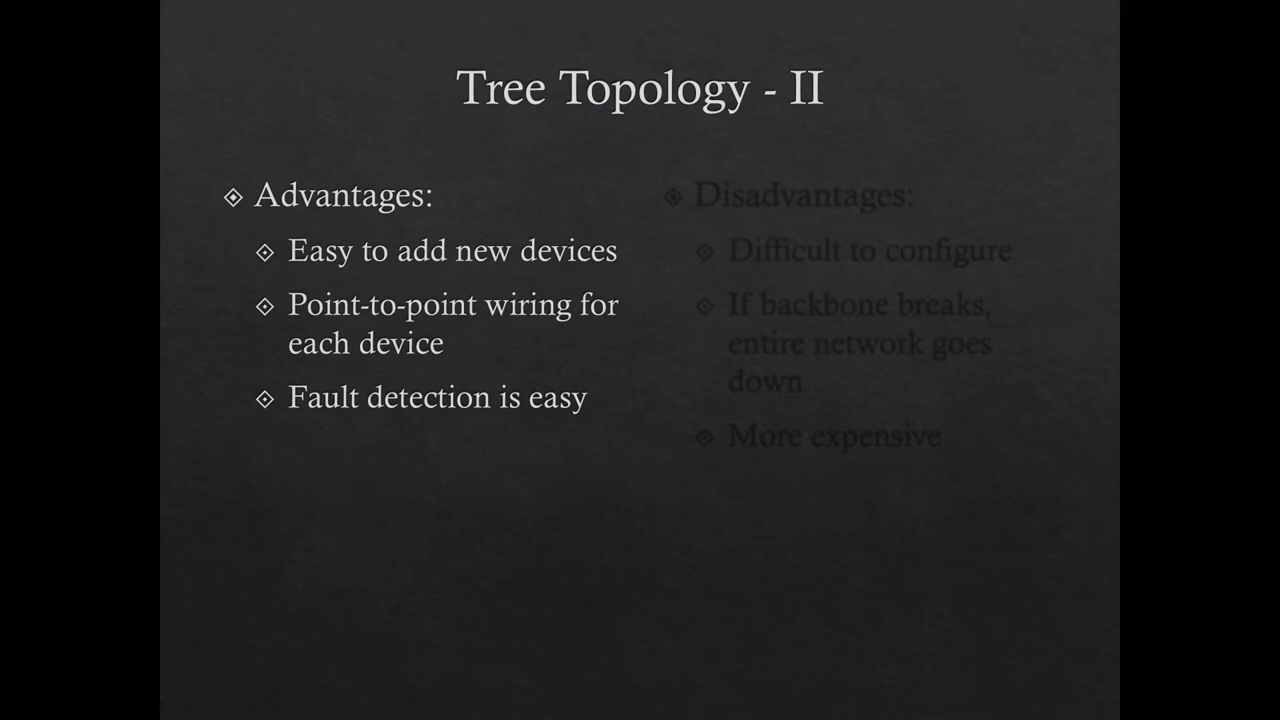 Tree Topology - II
Advantages:
Easy to add new devices
Point-to-point wiring for
each device
Fault detection is easy
Disadvantages:
Difficult to configure
If backbone breaks,
entire network goes
down
More expensive